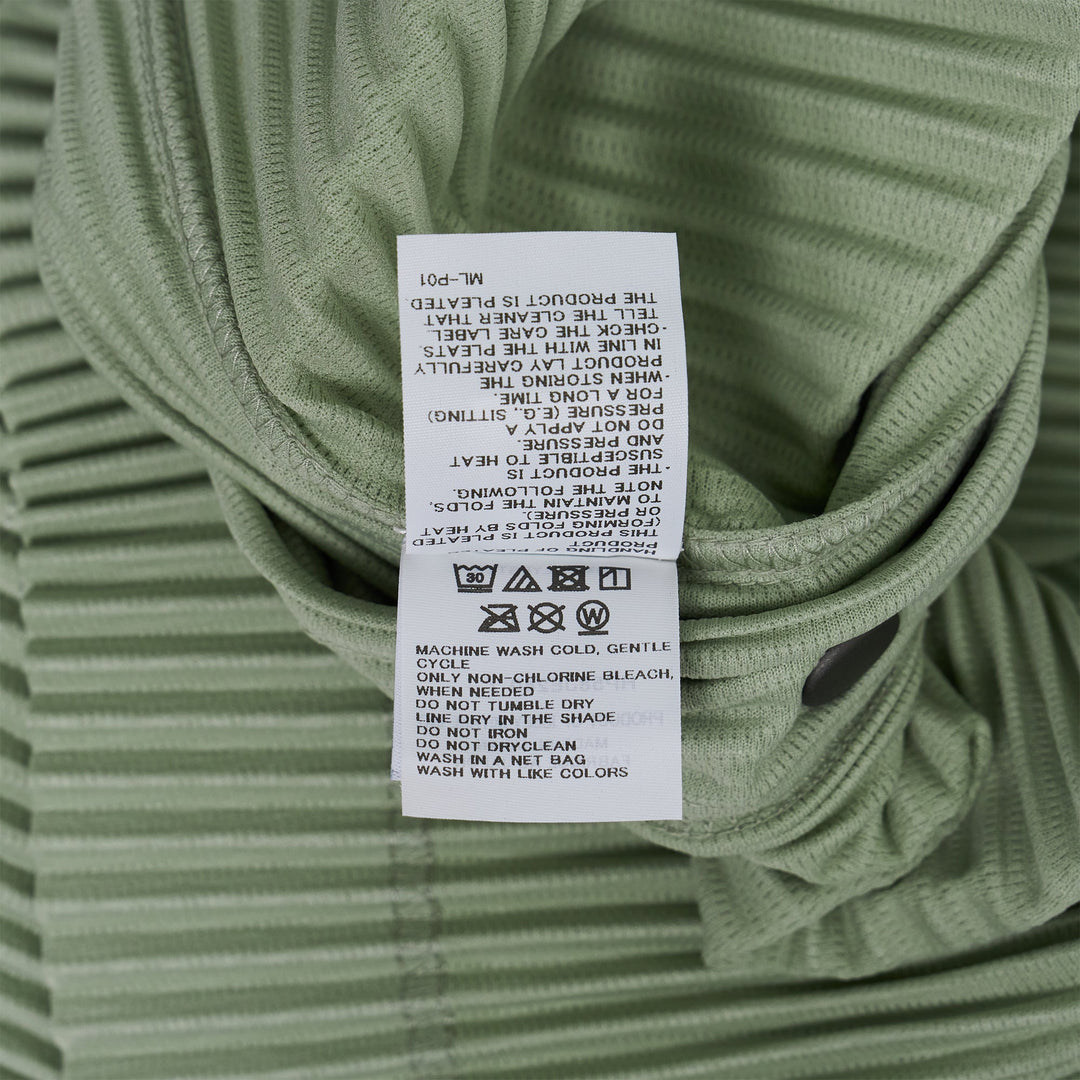 HANDLING OF PLEATED
PRODUCT
THIS PRODUCT IS PLEATED
(FORMING FOLDS BY HEAT
OR PRESSURE).
TO MAINTAIN THE FOLDS,
NOTE THE FOLLOWING.
・THE PRODUCT IS
SUSCEPTIBLE TO HEAT
AND PRESSURE.
DO NOT APPLY A
PRESSURE (E.G., SITTING)
FOR A LONG TIME.
・WHEN STORING THE
PRODUCT LAY CAREFULLY
IN LINE WITH THE PLEATS.
・CHECK THE CARE LABEL.
TELL THE CLEANER THAT
THE PRODUCT IS PLEATED.
ML-P01
30
W
MACHINE WASH COLD, GENTLE
CYCLE
ONLY NON-CHLORINE BLEACH,
WHEN NEEDED
DO NOT TUMBLE DRY
LINE DRY IN THE SHADE
DO NOT IRON
DO NOT DRYCLEAN
WASH IN A NET BAG
WASH WITH LIKE COLORS